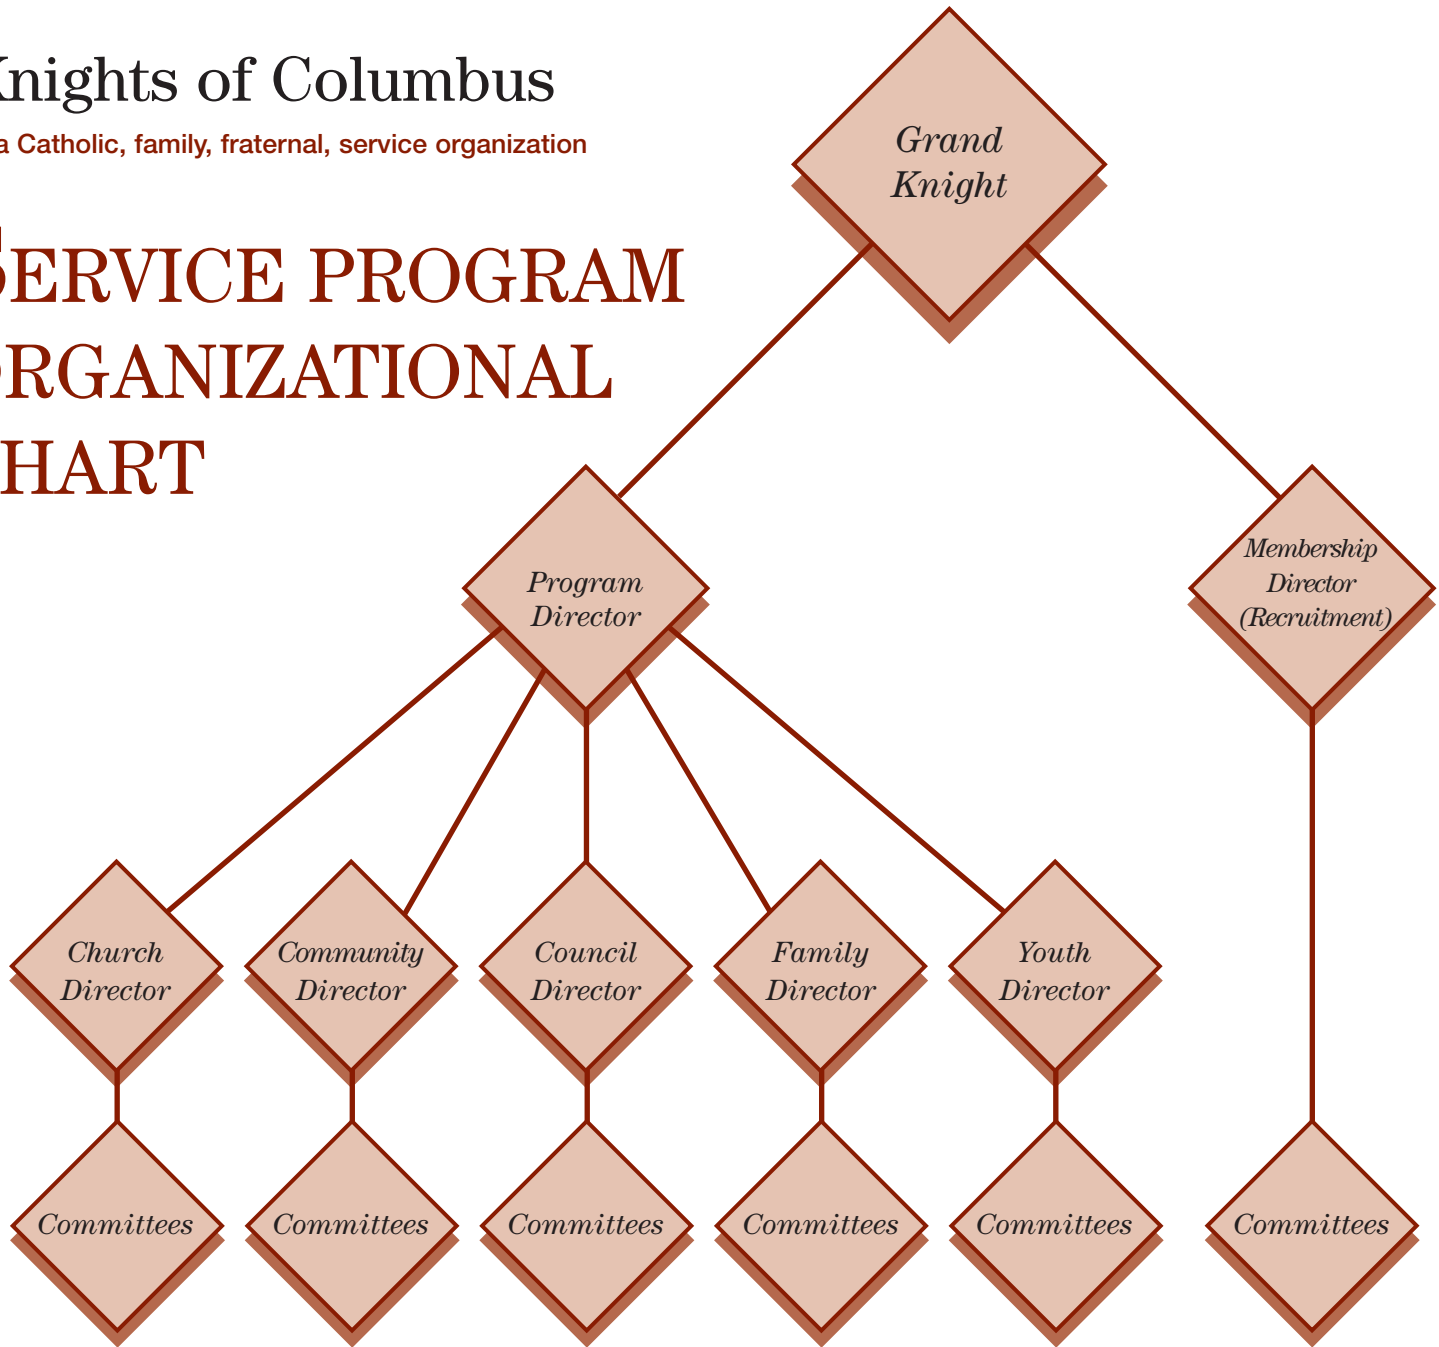 Knights of Columbus
a Catholic, family, fraternal, service organization
SERVICE PROGRAM
ORGANIZATIONAL
HART
Grand
Knight
Program
Director
Membership
Director
(Recruitment)
Church
Director
Community
Director
Council
Director
Family
Director
Youth
Director
Committees
Committees
Committees
Committees
Committees
Committees